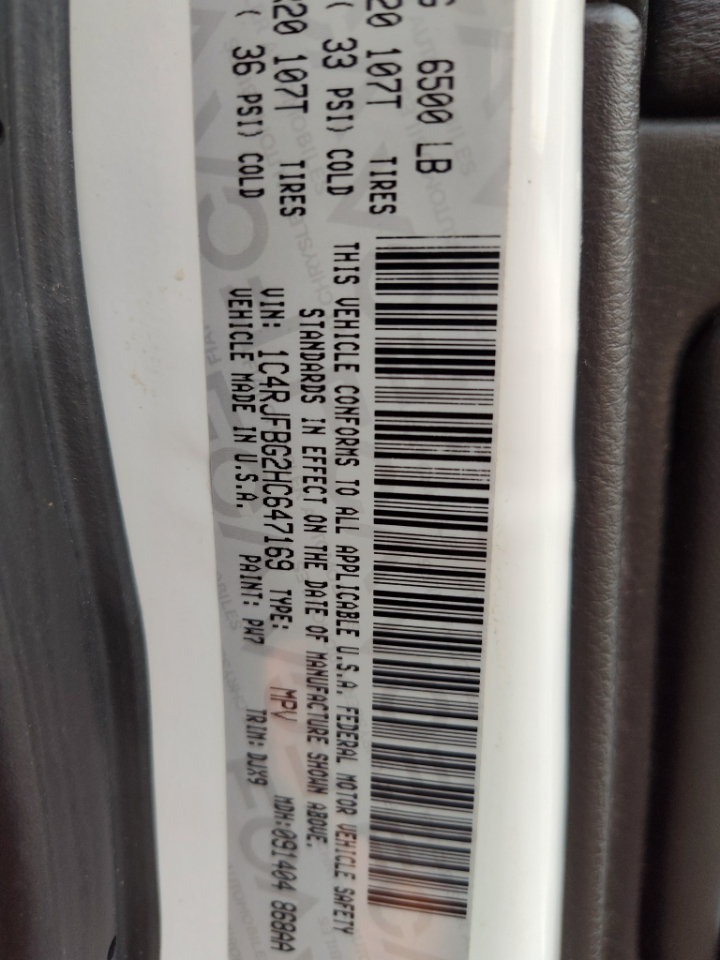 6500 LB
20 107T TIRES
( 33 PSI) COLD
20 107T TIRES
( 36 PSI) COLD
THIS VEHICLE CONFORMS TO ALL APPLICABLE U.S.A. FEDERAL MOTOR VEHICLE SAFETY
STANDARDS IN EFFECT ON THE DATE OF MANUFACTURE SHOWN ABOVE.
VIN: 1C4RJFBG2HC647169 TYPE: MPV MDH:091404 868AA
VEHICLE MADE IN U.S.A. PAINT: PW7 TRIM: DJX9